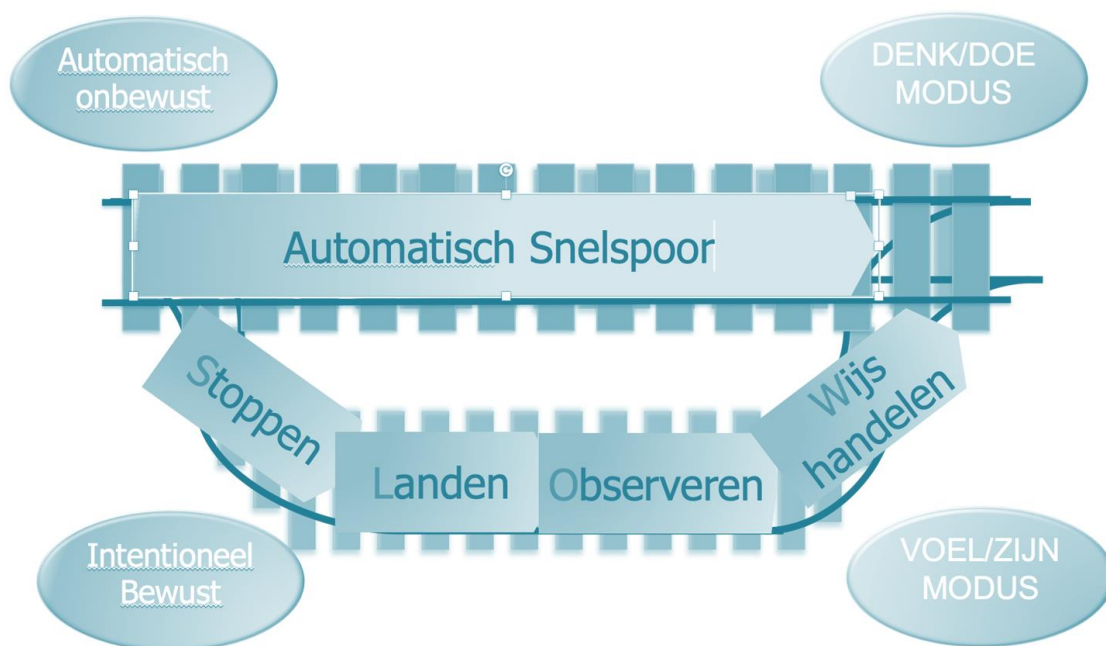 Automatisch
onbewust
DENK/DOE
MODUS
Automatisch Snelspoor
Stoppen
Landen
Observeren
Wijs
handelen
Intentioneel
Bewust
VOEL/ZIJN
MODUS